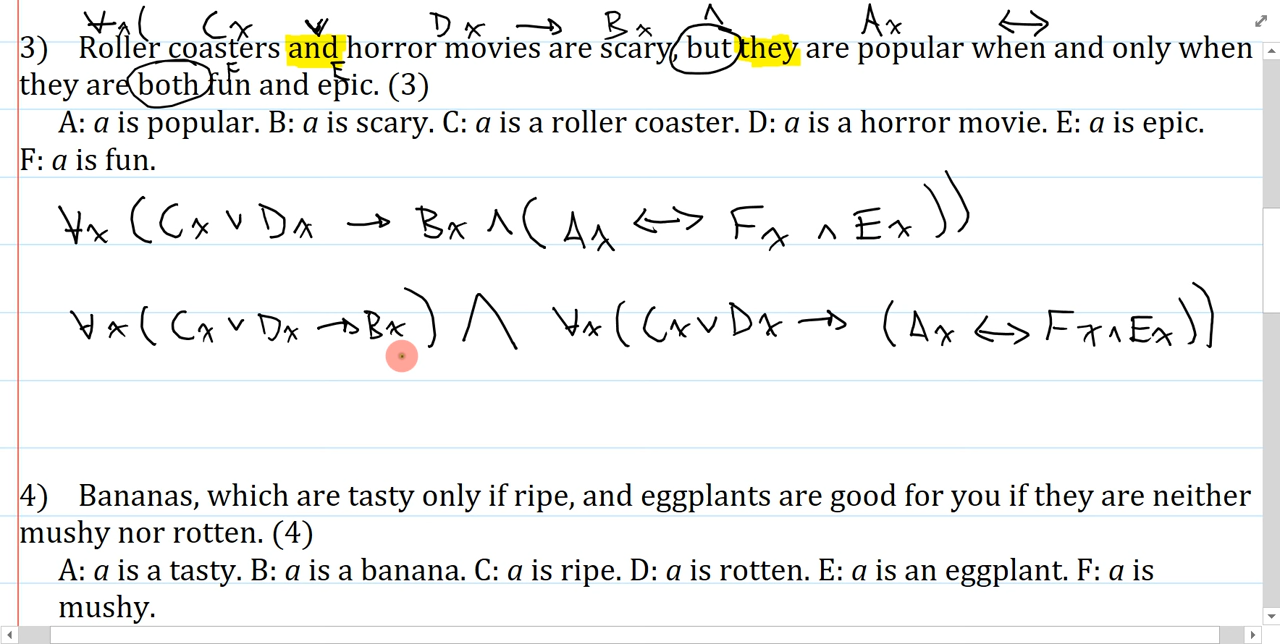 ∀x( Cx ∨ Dx → Bx ∧ Ax ↔
3) Roller coasters and horror movies are scary, but they are popular when and only when
F E
they are both fun and epic. (3)
A: a is popular. B: a is scary. C: a is a roller coaster. D: a is a horror movie. E: a is epic.
F: a is fun.
∀x (Cx ∨ Dx → Bx ∧ (Ax ↔ Fx ∧ Ex))
∀x (Cx ∨ Dx → Bx) ∧ ∀x (Cx ∨ Dx → (Ax ↔ Fx ∧ Ex))
4) Bananas, which are tasty only if ripe, and eggplants are good for you if they are neither
mushy nor rotten. (4)
A: a is a tasty. B: a is a banana. C: a is ripe. D: a is rotten. E: a is an eggplant. F: a is
mushy.